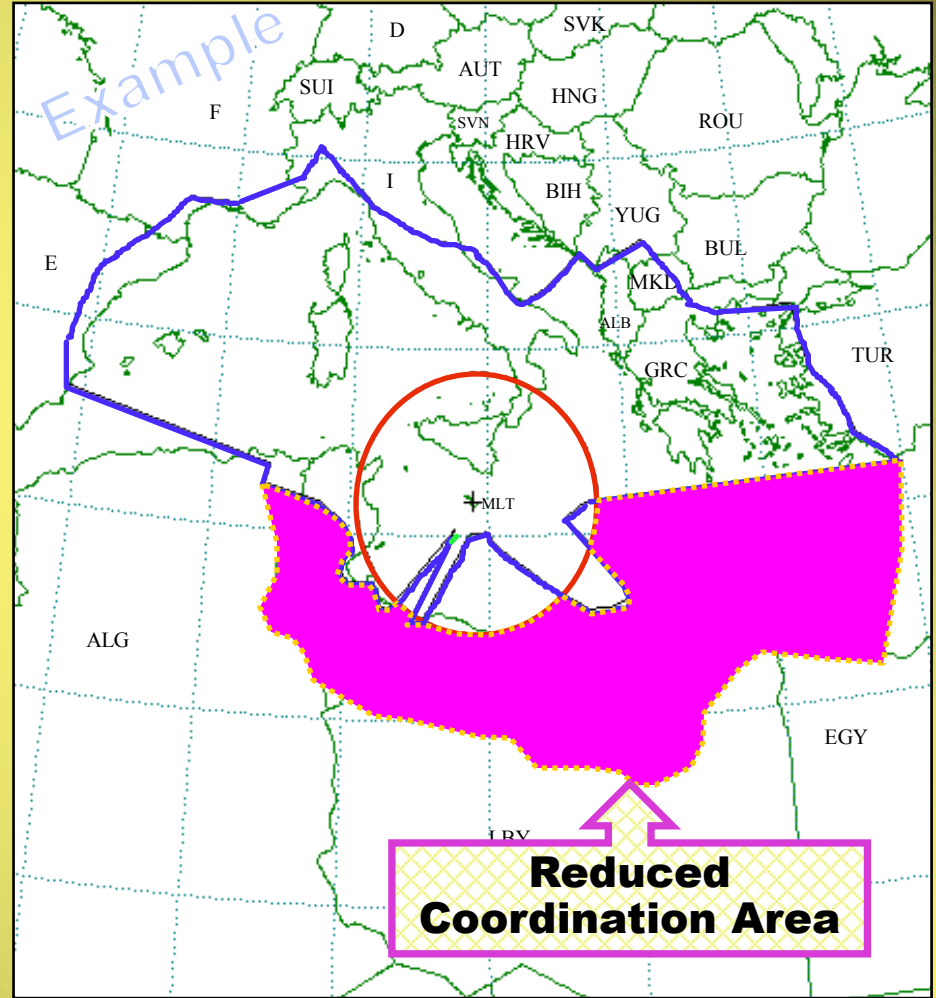 Example
D
SVK
AUT
SUI
HNG
F
SVN
HRV
ROU
I
BIH
YUG
BUL
E
MKD
ALB
TUR
GRC
MLT
ALG
EGY
LBY
Reduced
Coordination Area